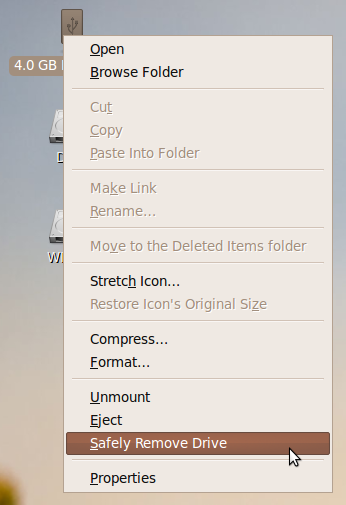 4.0 GB
Open
Browse Folder
Cut
Copy
Paste Into Folder
Make Link
Rename...
Move to the Deleted Items folder
Stretch Icon...
Restore Icon's Original Size
Compress...
Format...
Unmount
Eject
Safely Remove Drive
Properties